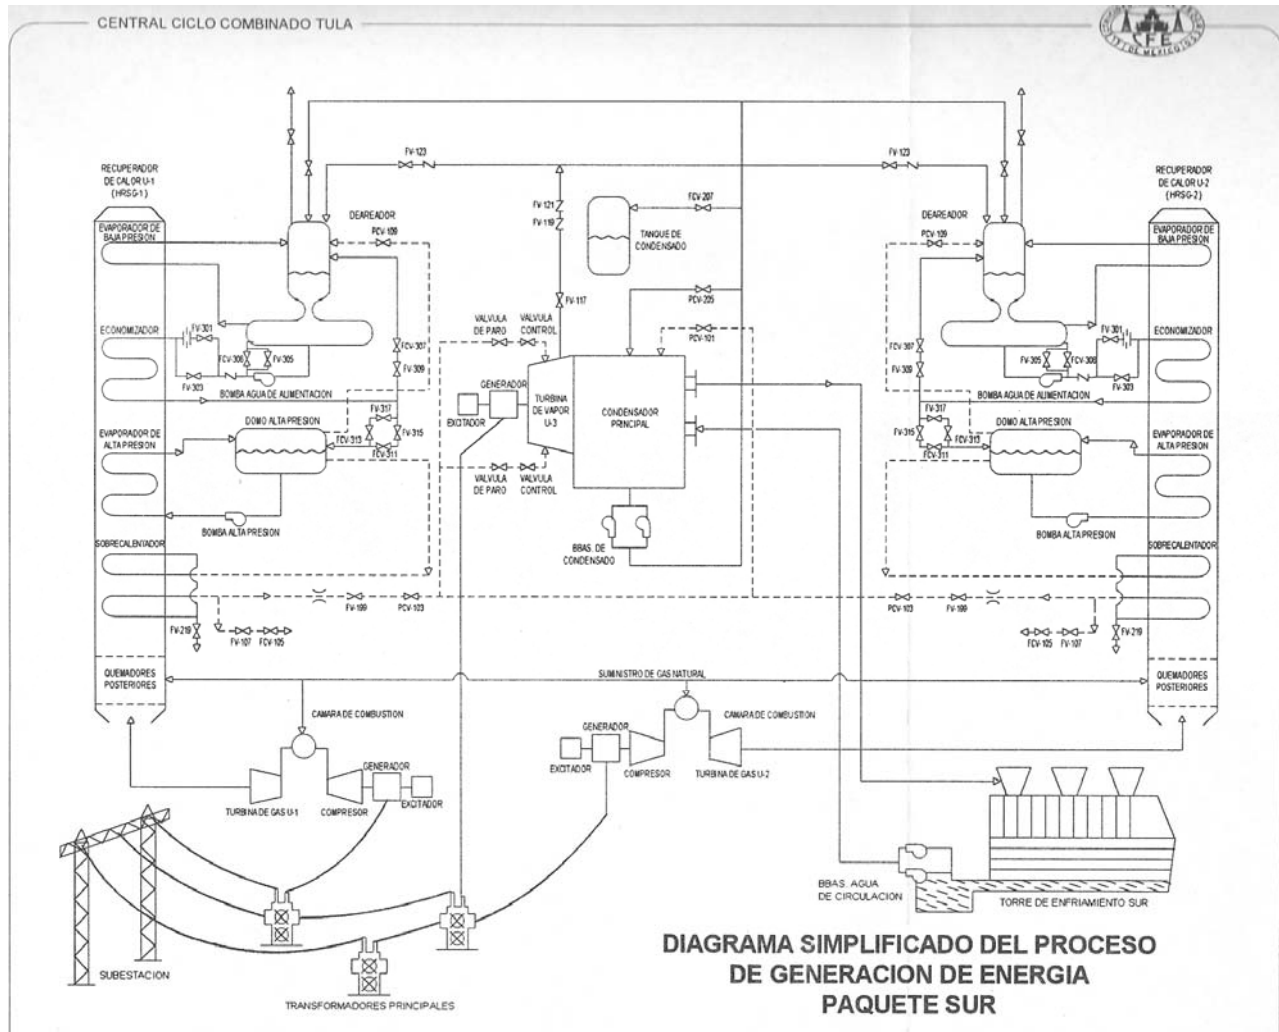 CENTRAL CICLO COMBINADO TULA
CFE
RECUPERADOR
DE CALOR U-1
(HRSG-1)
EVAPORADOR DE
BAJA PRESION
ECONOMIZADOR
EVAPORADOR DE
ALTA PRESION
SOBRECALENTADOR
QUEMADORES
POSTERIORES
DEAREADOR
PCV-109
FV-123
FV-301
FCV-306
FV-305
FV-303
BOMBA AGUA DE ALIMENTACION
FCV-307
FV-309
FV-317
FV-315
FCV-313
FCV-311
DOMO ALTA PRESION
BOMBA ALTA PRESION
FV-219
FV-107
FCV-105
FV-199
PCV-103
FV-121
FV-119
FV-117
FCV-207
TANQUE DE
CONDENSADO
PCV-205
PCV-101
VALVULA
DE PARO
VALVULA
CONTROL
GENERADOR
EXCITADOR
TURBINA
DE VAPOR
U-3
CONDENSADOR
PRINCIPAL
VALVULA
DE PARO
VALVULA
CONTROL
BBAS. DE
CONDENSADO
FV-123
RECUPERADOR
DE CALOR U-2
(HRSG-2)
DEAREADOR
PCV-109
EVAPORADOR DE
BAJA PRESION
FV-301
ECONOMIZADOR
FCV-307
FV-309
FV-305
FCV-306
FV-303
BOMBA AGUA DE ALIMENTACION
FV-317
FV-315
FCV-313
FCV-311
DOMO ALTA PRESION
EVAPORADOR DE
ALTA PRESION
BOMBA ALTA PRESION
SOBRECALENTADOR
PCV-103
FV-199
FCV-105
FV-107
FV-219
QUEMADORES
POSTERIORES
SUMINISTRO DE GAS NATURAL
CAMARA DE COMBUSTION
GENERADOR
EXCITADOR
TURBINA DE GAS U-1
COMPRESOR
CAMARA DE COMBUSTION
GENERADOR
EXCITADOR
COMPRESOR
TURBINA DE GAS U-2
BBAS. AGUA
DE CIRCULACION
TORRE DE ENFRIAMIENTO SUR
SUBESTACION
TRANSFORMADORES PRINCIPALES
DIAGRAMA SIMPLIFICADO DEL PROCESO
DE GENERACION DE ENERGIA
PAQUETE SUR